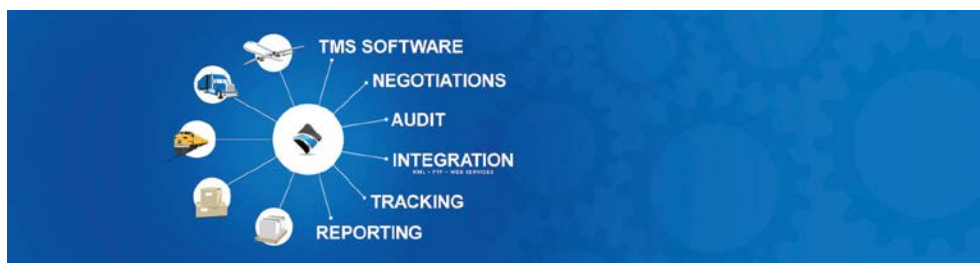 TMS SOFTWARE
NEGOTIATIONS
AUDIT
INTEGRATION
XML • FTP • WEB SERVICES
TRACKING
REPORTING